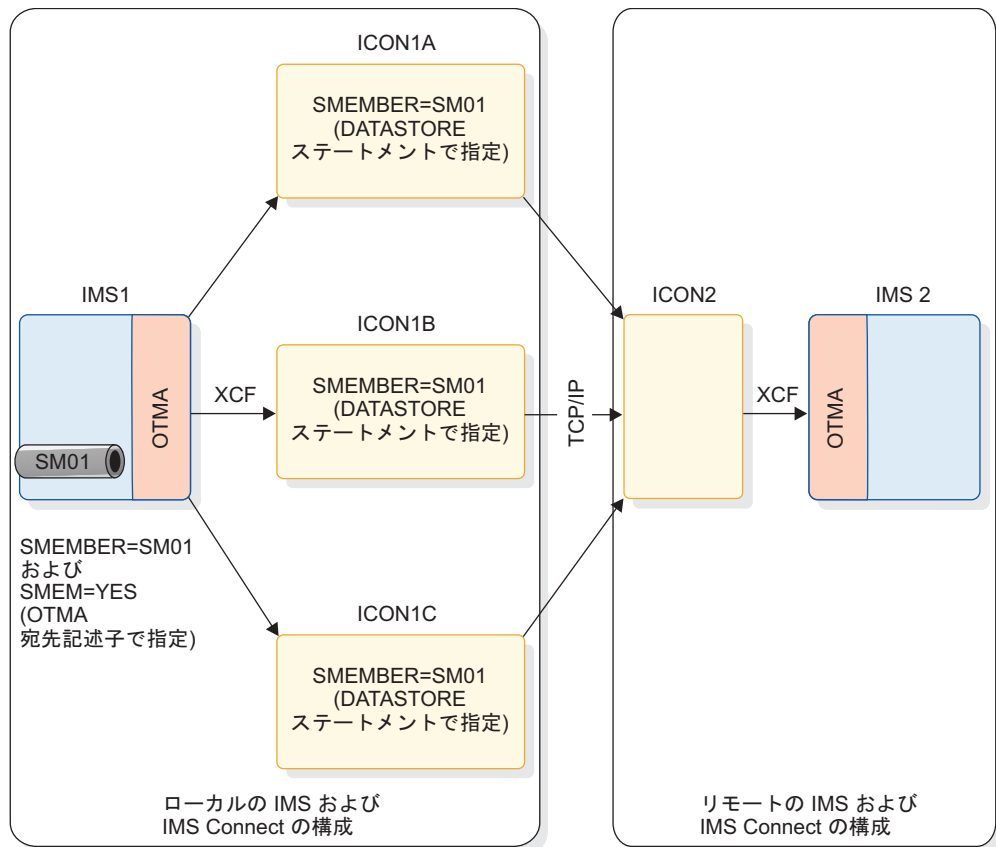 ICON1A
SMEMBER=SM01
(DATASTORE
ステートメントで指定)
IMS1
OTMA
SM01
XCF
ICON1B
SMEMBER=SM01
(DATASTORE
ステートメントで指定)
TCP/IP
ICON2
XCF
IMS 2
OTMA
SMEMBER=SM01
および
SMEM=YES
(OTMA
宛先記述子で指定)
ICON1C
SMEMBER=SM01
(DATASTORE
ステートメントで指定)
ローカルの IMS および
IMS Connect の構成
リモートの IMS および
IMS Connect の構成